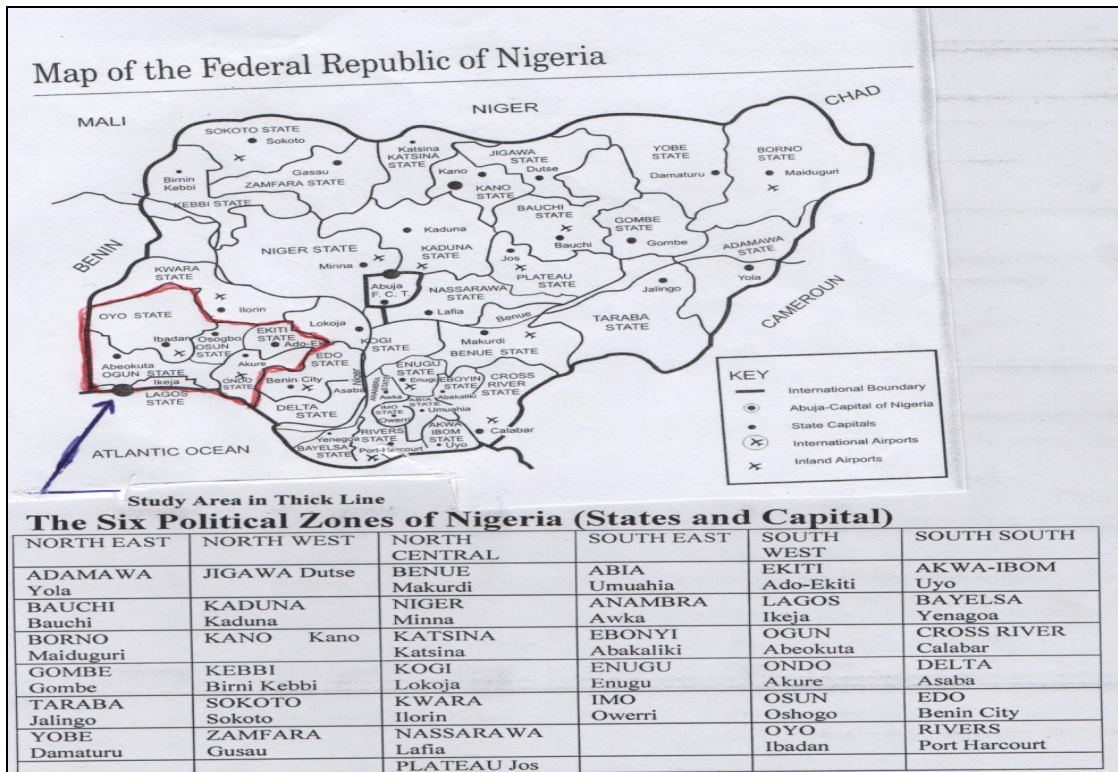 Map of the Federal Republic of Nigeria
MALI
NIGER
CHAD
SOKOTO STATE
Sokoto
Katsina
KATSINA STATE
JIGAWA STATE
Dutse
YOBE STATE
Damaturu
BORNO STATE
Maiduguri
Birnin Kebbi
Gasau
ZAMFARA STATE
Kano
KANO STATE
KEBBI STATE
BAUCHI STATE
Bauchi
GOMBE STATE
Gombe
ADAMAWA STATE
Yola
BENIN
NIGER STATE
Minna
Kaduna
KADUNA STATE
Jos
PLATEAU STATE
KWARA STATE
Ilorin
Abuja
F. C. T.
NASSARAWA STATE
Lafia
Jalingo
TARABA STATE
CAMEROUN
OYO STATE
Ibadan
Osogbo
OSUN STATE
EKITI STATE
Ado-Ekiti
Lokoja
KOGI STATE
Benue
Makurdi
BENUE STATE
Abeokuta
OGUN STATE
Akure
ONDO STATE
EDO STATE
Benin City
Niger
Asaba
DELTA STATE
Ikeja
LAGOS STATE
ENUGU STATE
Enugu
ANAMBRA STATE
Awka
EBOYIN STATE
Abakaliki
CROSS RIVER STATE
IMO STATE
Owerri
ABIA STATE
Umuahia
AKWA IBOM STATE
Uyo
Calabar
RIVERS STATE
Port-Harcourt
Yenegoa
BAYELSA STATE
ATLANTIC OCEAN
KEY
International Boundary
Abuja-Capital of Nigeria
State Capitals
International Airports
Inland Airports
Study Area in Thick Line
The Six Political Zones of Nigeria (States and Capital)
NORTH EAST NORTH WEST NORTH CENTRAL SOUTH EAST SOUTH WEST SOUTH SOUTH
ADAMAWA JIGAWA Dutse BENUE ABIA EKITI AKWA-IBOM
Yola Makurdi Umuahia Ado-Ekiti Uyo
BAUCHI KADUNA NIGER ANAMBRA LAGOS BAYELSA
Bauchi Kaduna Minna Awka Ikeja Yenagoa
BORNO KANO Kano KATSINA EBONYI OGUN CROSS RIVER
Maiduguri Katsina Abakaliki Abeokuta Calabar
GOMBE KEBBI KOGI ENUGU ONDO DELTA
Gombe Birni Kebbi Lokoja Enugu Akure Asaba
TARABA SOKOTO KWARA IMO OSUN EDO
Jalingo Sokoto Ilorin Owerri Oshogo Benin City
YOBE ZAMFARA NASSARAWA OYO RIVERS
Damaturu Gusau Lafia Ibadan Port Harcourt
PLATEAU Jos